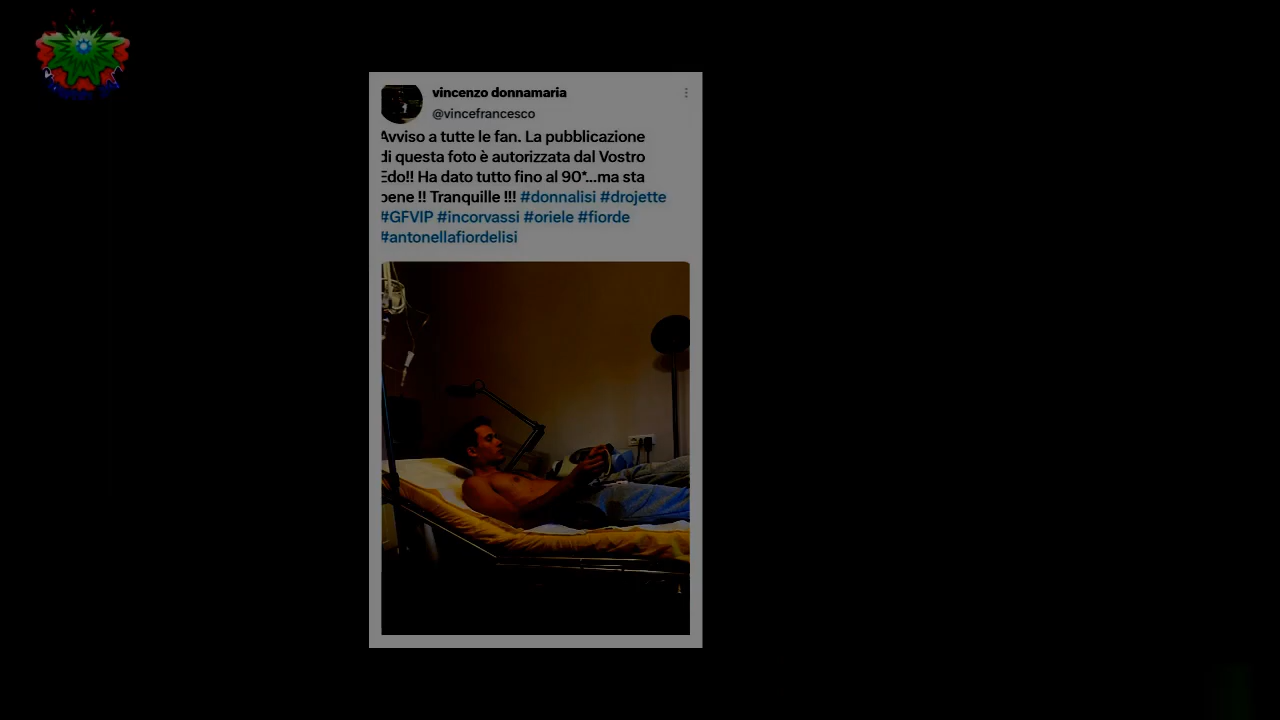 vincenzo donnamaria
@vincefrancesco
Avviso a tutte le fan. La pubblicazione
di questa foto è autorizzata dal Vostro
Edo!! Ha dato tutto fino al 90°...ma sta
bene !! Tranquille !!! #donnalisi #drojette
#GFVIP #incorvassi #oriele #fiorde
#antonellafiordelisi